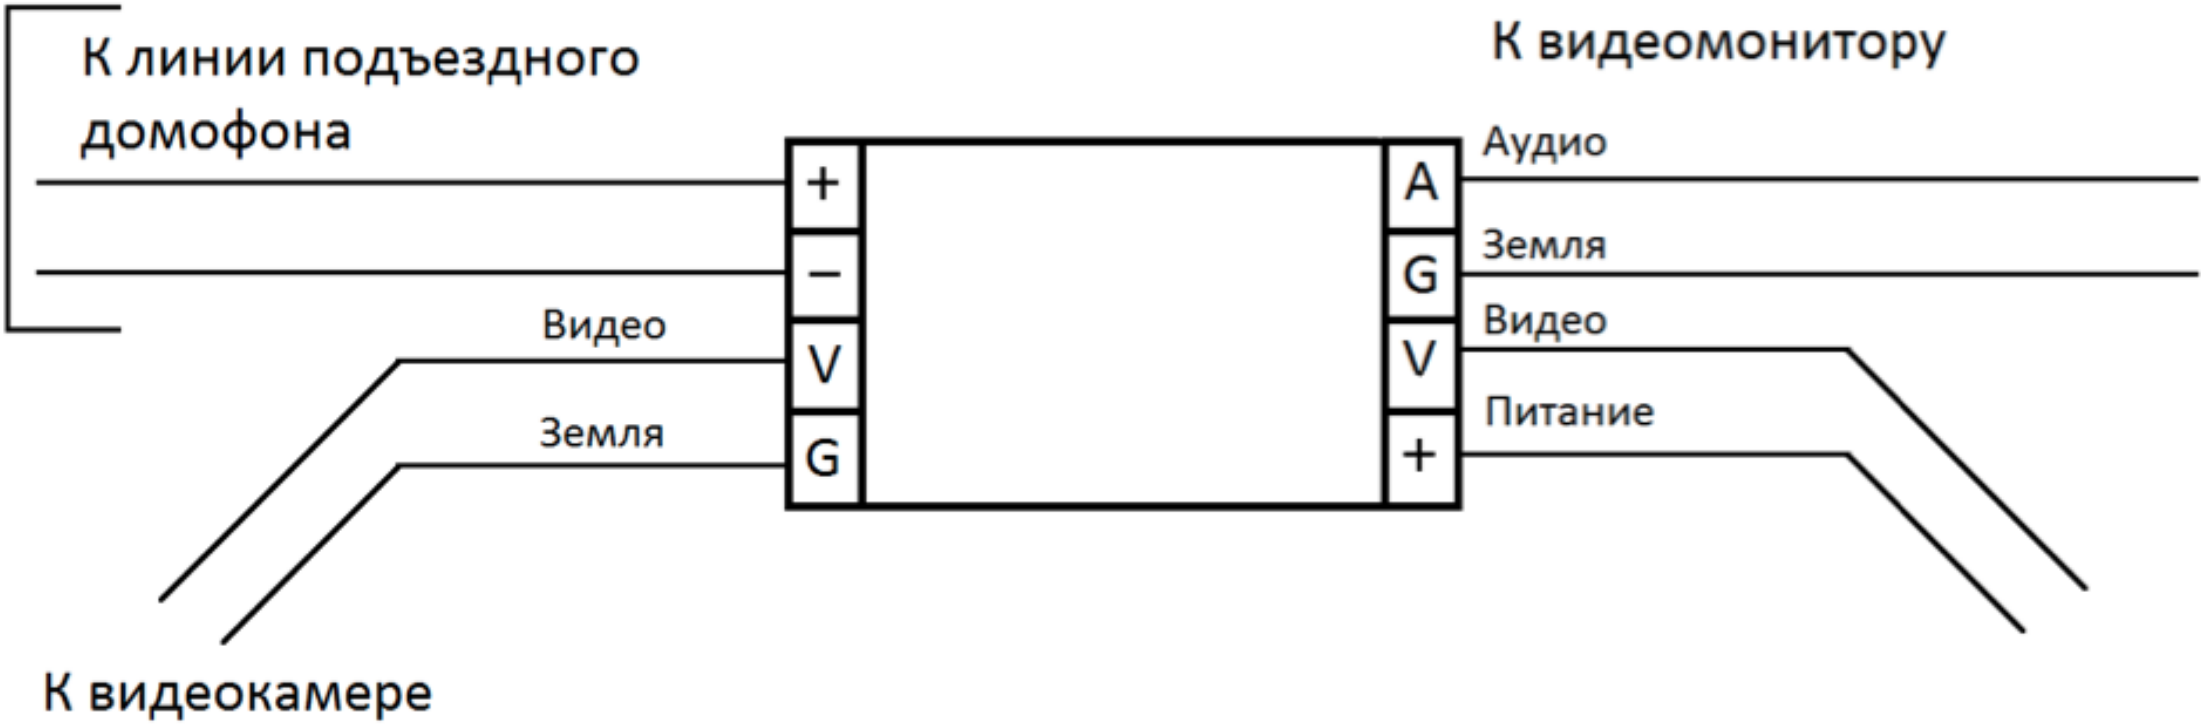 К линии подъездного
домофона
+
−
Видео
V
Земля
G
К видеокамере
К видеомонитору
A
Аудио
G
Земля
V
Видео
+
Питание